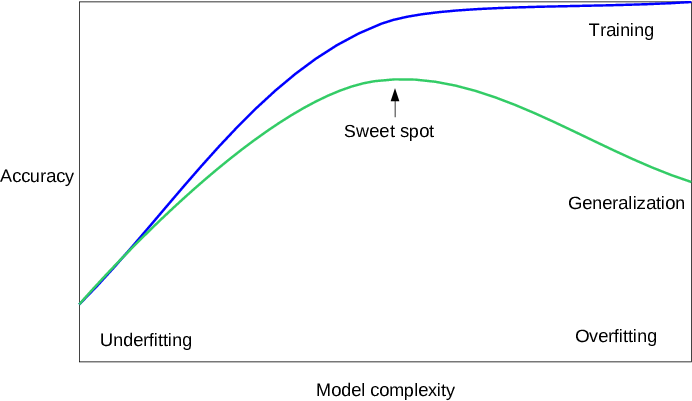 Training
Sweet spot
Accuracy
Generalization
Underfitting
Overfitting
Model complexity